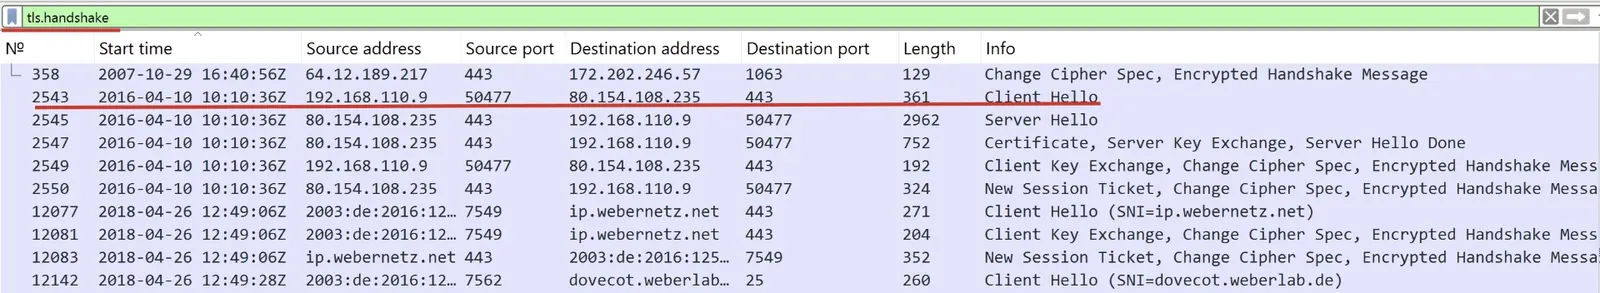 tls.handshake
№ Start time Source address Source port Destination address Destination port Length Info
358 2007-10-29 16:40:56Z 64.12.189.217 443 172.202.246.57 1063 129 Change Cipher Spec, Encrypted Handshake Message
2543 2016-04-10 10:10:36Z 192.168.110.9 50477 80.154.108.235 443 361 Client Hello
2545 2016-04-10 10:10:36Z 80.154.108.235 443 192.168.110.9 50477 2962 Server Hello
2547 2016-04-10 10:10:36Z 80.154.108.235 443 192.168.110.9 50477 752 Certificate, Server Key Exchange, Server Hello Done
2549 2016-04-10 10:10:36Z 192.168.110.9 50477 80.154.108.235 443 192 Client Key Exchange, Change Cipher Spec, Encrypted Handshake Mess
2550 2016-04-10 10:10:36Z 80.154.108.235 443 192.168.110.9 50477 324 New Session Ticket, Change Cipher Spec, Encrypted Handshake Messa
12077 2018-04-26 12:49:06Z 2003:de:2016:12… 7549 ip.webernetz.net 443 271 Client Hello (SNI=ip.webernetz.net)
12081 2018-04-26 12:49:06Z 2003:de:2016:12… 7549 ip.webernetz.net 443 204 Client Key Exchange, Change Cipher Spec, Encrypted Handshake Mess
12083 2018-04-26 12:49:06Z ip.webernetz.net 443 2003:de:2016:125… 7549 352 New Session Ticket, Change Cipher Spec, Encrypted Handshake Messa
12142 2018-04-26 12:49:28Z 2003:de:2016:12… 7562 dovecot.weberlab… 25 260 Client Hello (SNI=dovecot.weberlab.de)